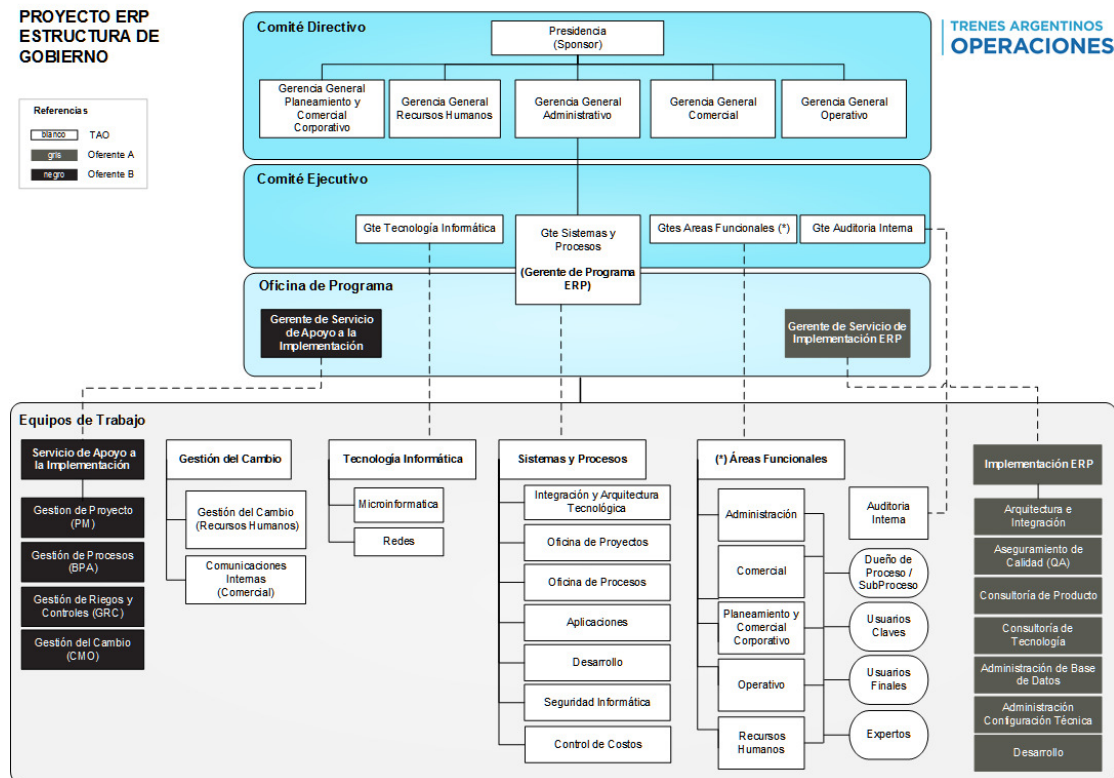 PROYECTO ERP
ESTRUCTURA DE
GOBIERNO
TRENES ARGENTINOS
OPERACIONES
Referencias
blanco TAO
gris Oferente A
negro Oferente B
Comité Directivo
Presidencia
(Sponsor)
Gerencia General
Planeamiento y
Comercial
Corporativo
Gerencia General
Recursos Humanos
Gerencia General
Administrativo
Gerencia General
Comercial
Gerencia General
Operativo
Comité Ejecutivo
Gte Tecnología Informática
Gte Sistemas y
Procesos
(Gerente de Programa
ERP)
Gtes Areas Funcionales (*)
Gte Auditoria Interna
Oficina de Programa
Gerente de Servicio
de Apoyo a la
Implementación
Gerente de Servicio de
Implementación ERP
Equipos de Trabajo
Servicio de Apoyo a
la Implementación
Gestion de Proyecto
(PM)
Gestión de Procesos
(BPA)
Gestión de Riegos y
Controles (GRC)
Gestión del Cambio
(CMO)
Gestión del Cambio
Gestión del Cambio
(Recursos Humanos)
Comunicaciones
Internas
(Comercial)
Tecnología Informática
Microinformatica
Redes
Sistemas y Procesos
Integración y Arquitectura
Tecnológica
Oficina de Proyectos
Oficina de Procesos
Aplicaciones
Desarrollo
Seguridad Informática
Control de Costos
(*) Áreas Funcionales
Administración
Comercial
Planeamiento y
Comercial
Corporativo
Operativo
Recursos
Humanos
Auditoria
Interna
Dueño de
Proceso /
SubProceso
Usuarios
Claves
Usuarios
Finales
Expertos
Implementación ERP
Arquitectura e
Integración
Aseguramiento de
Calidad (QA)
Consultoría de Producto
Consultoría de
Tecnología
Administración de Base
de Datos
Administración
Configuración Técnica
Desarrollo